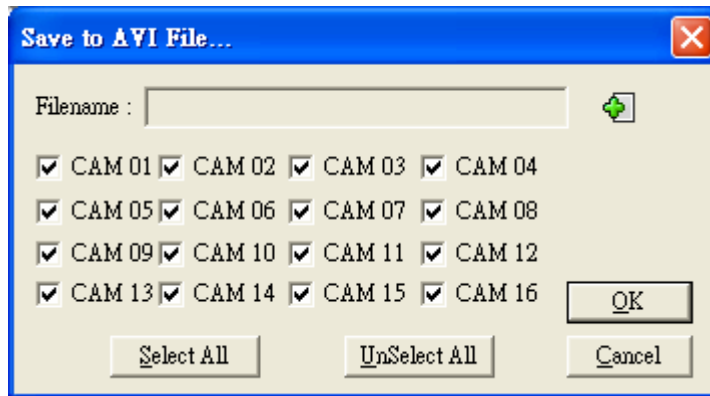 Save to AVI File...
Filename :
CAM 01 CAM 02 CAM 03 CAM 04
CAM 05 CAM 06 CAM 07 CAM 08
CAM 09 CAM 10 CAM 11 CAM 12
CAM 13 CAM 14 CAM 15 CAM 16
OK
Select All UnSelect All Cancel